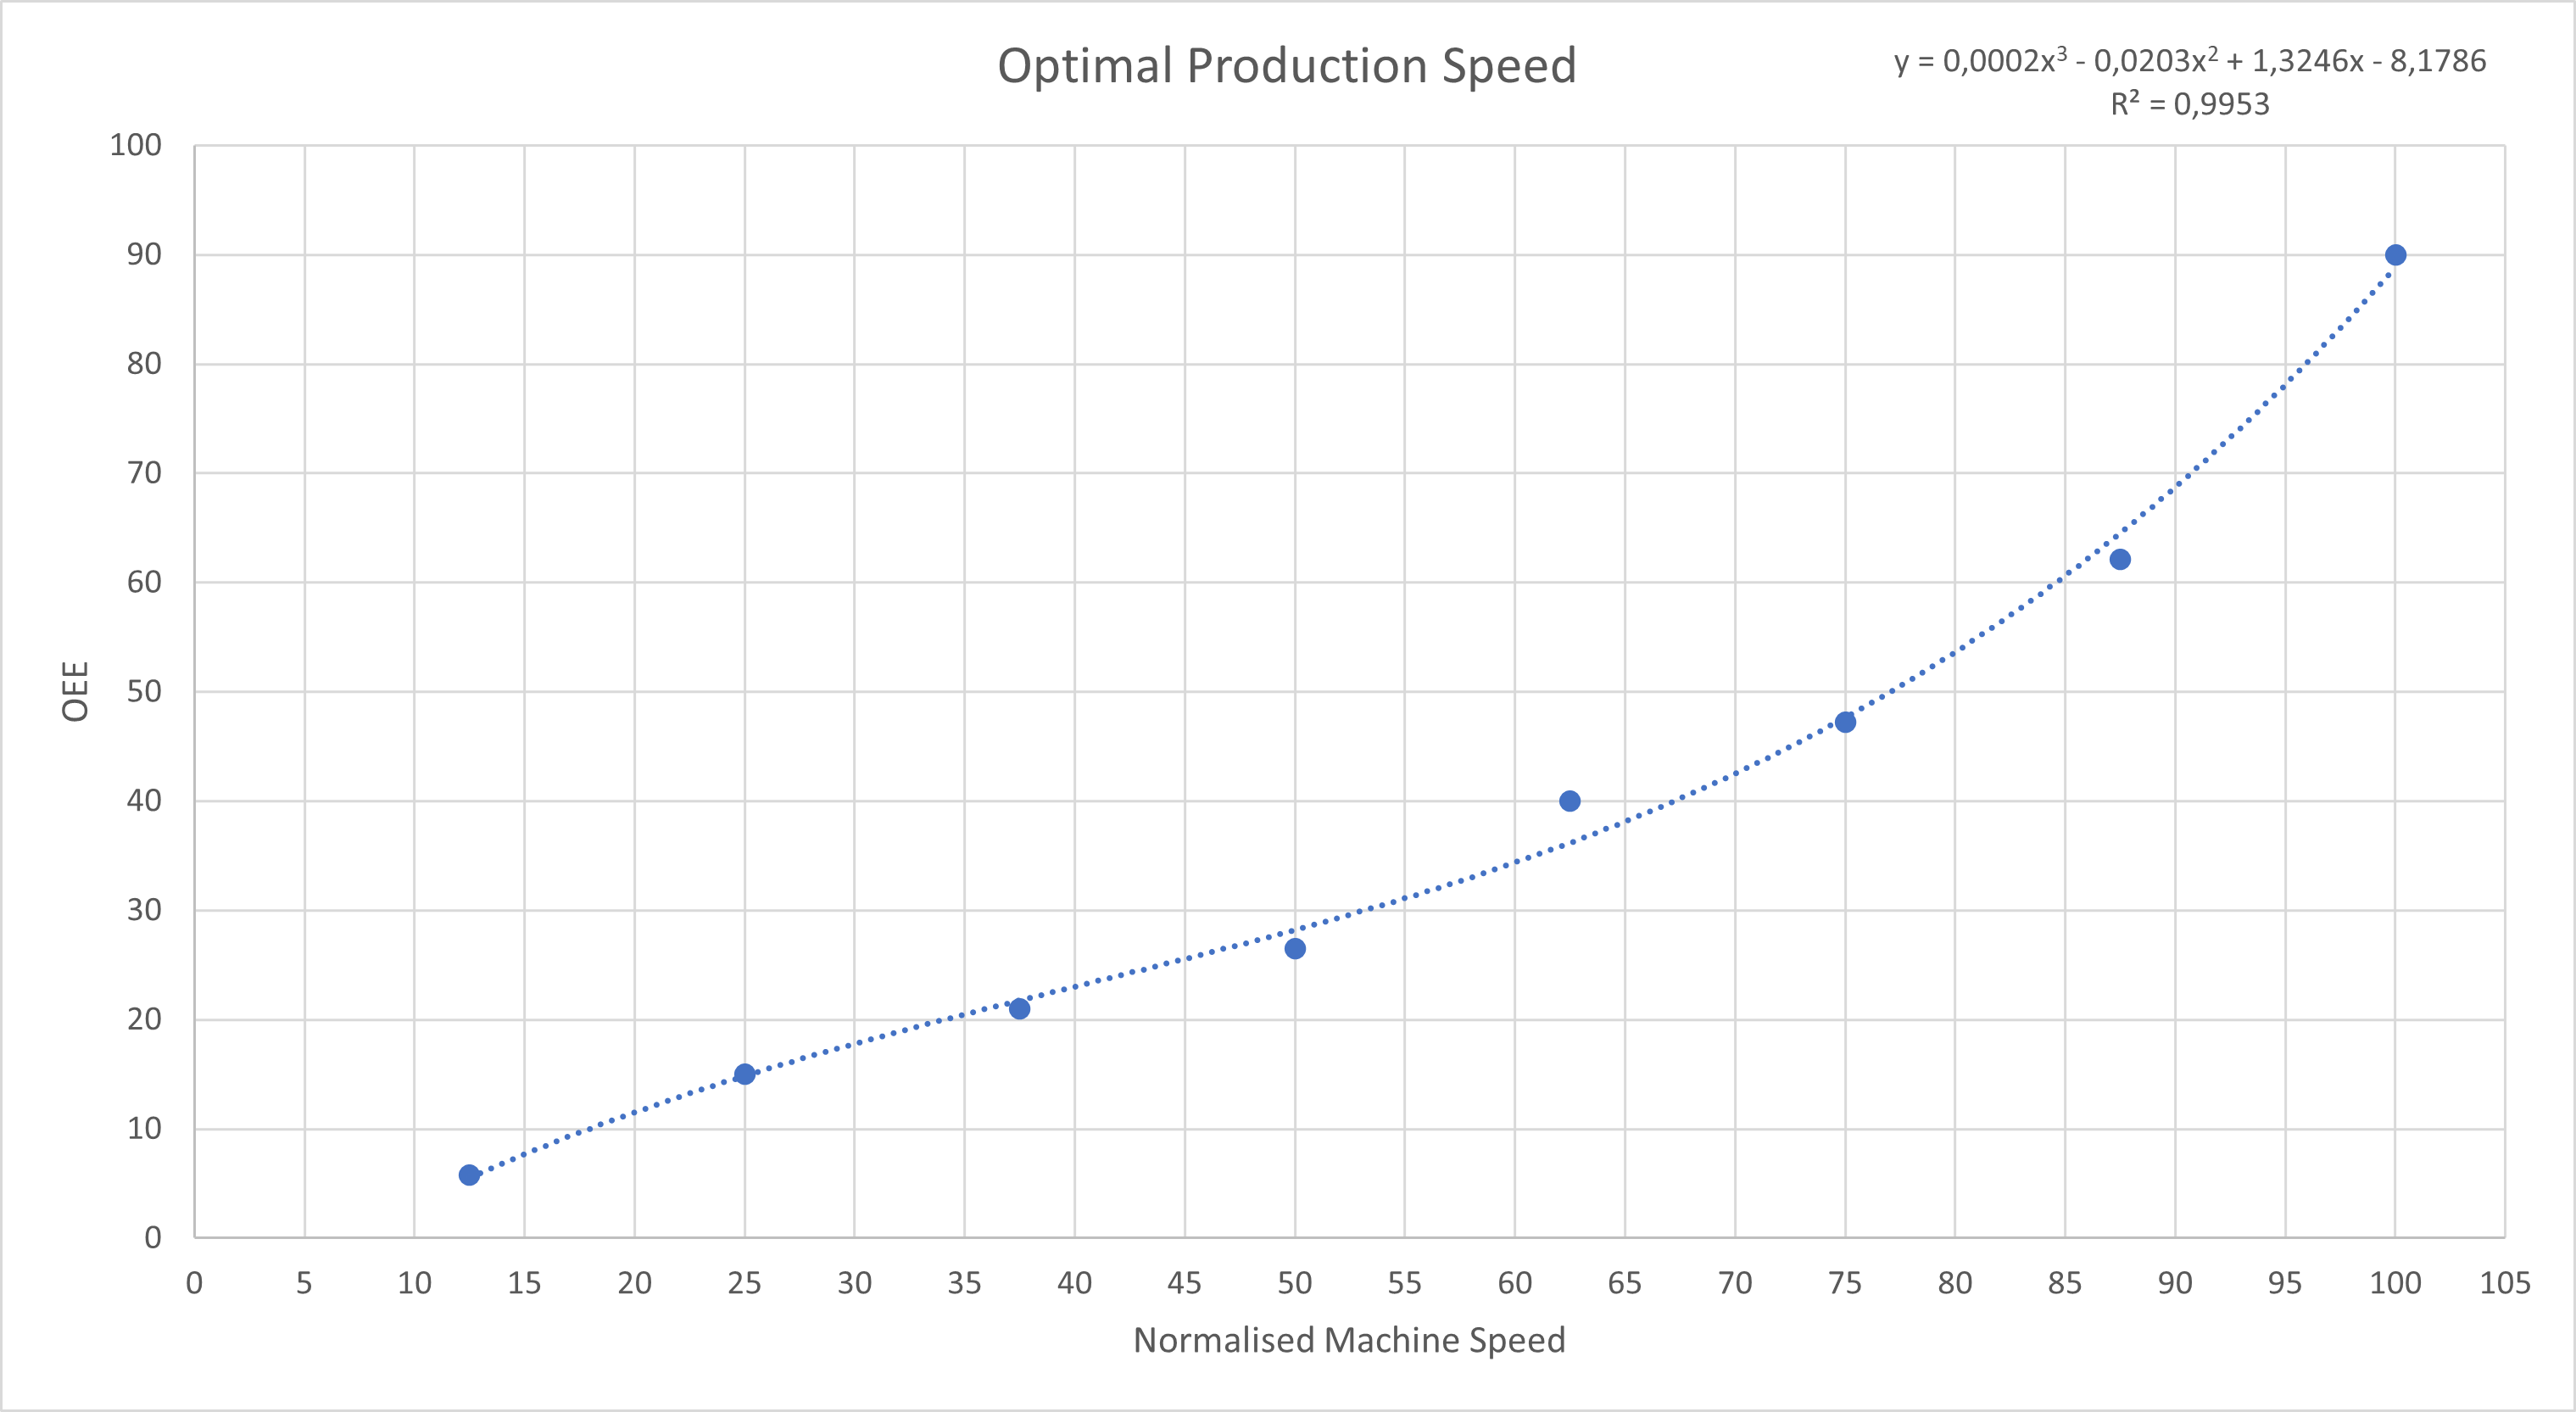 Optimal Production Speed
y = 0,0002x³ - 0,0203x² + 1,3246x - 8,1786
R² = 0,9953
100
90
80
70
60
50
40
30
20
10
0
OEE
0 5 10 15 20 25 30 35 40 45 50 55 60 65 70 75 80 85 90 95 100 105
Normalised Machine Speed